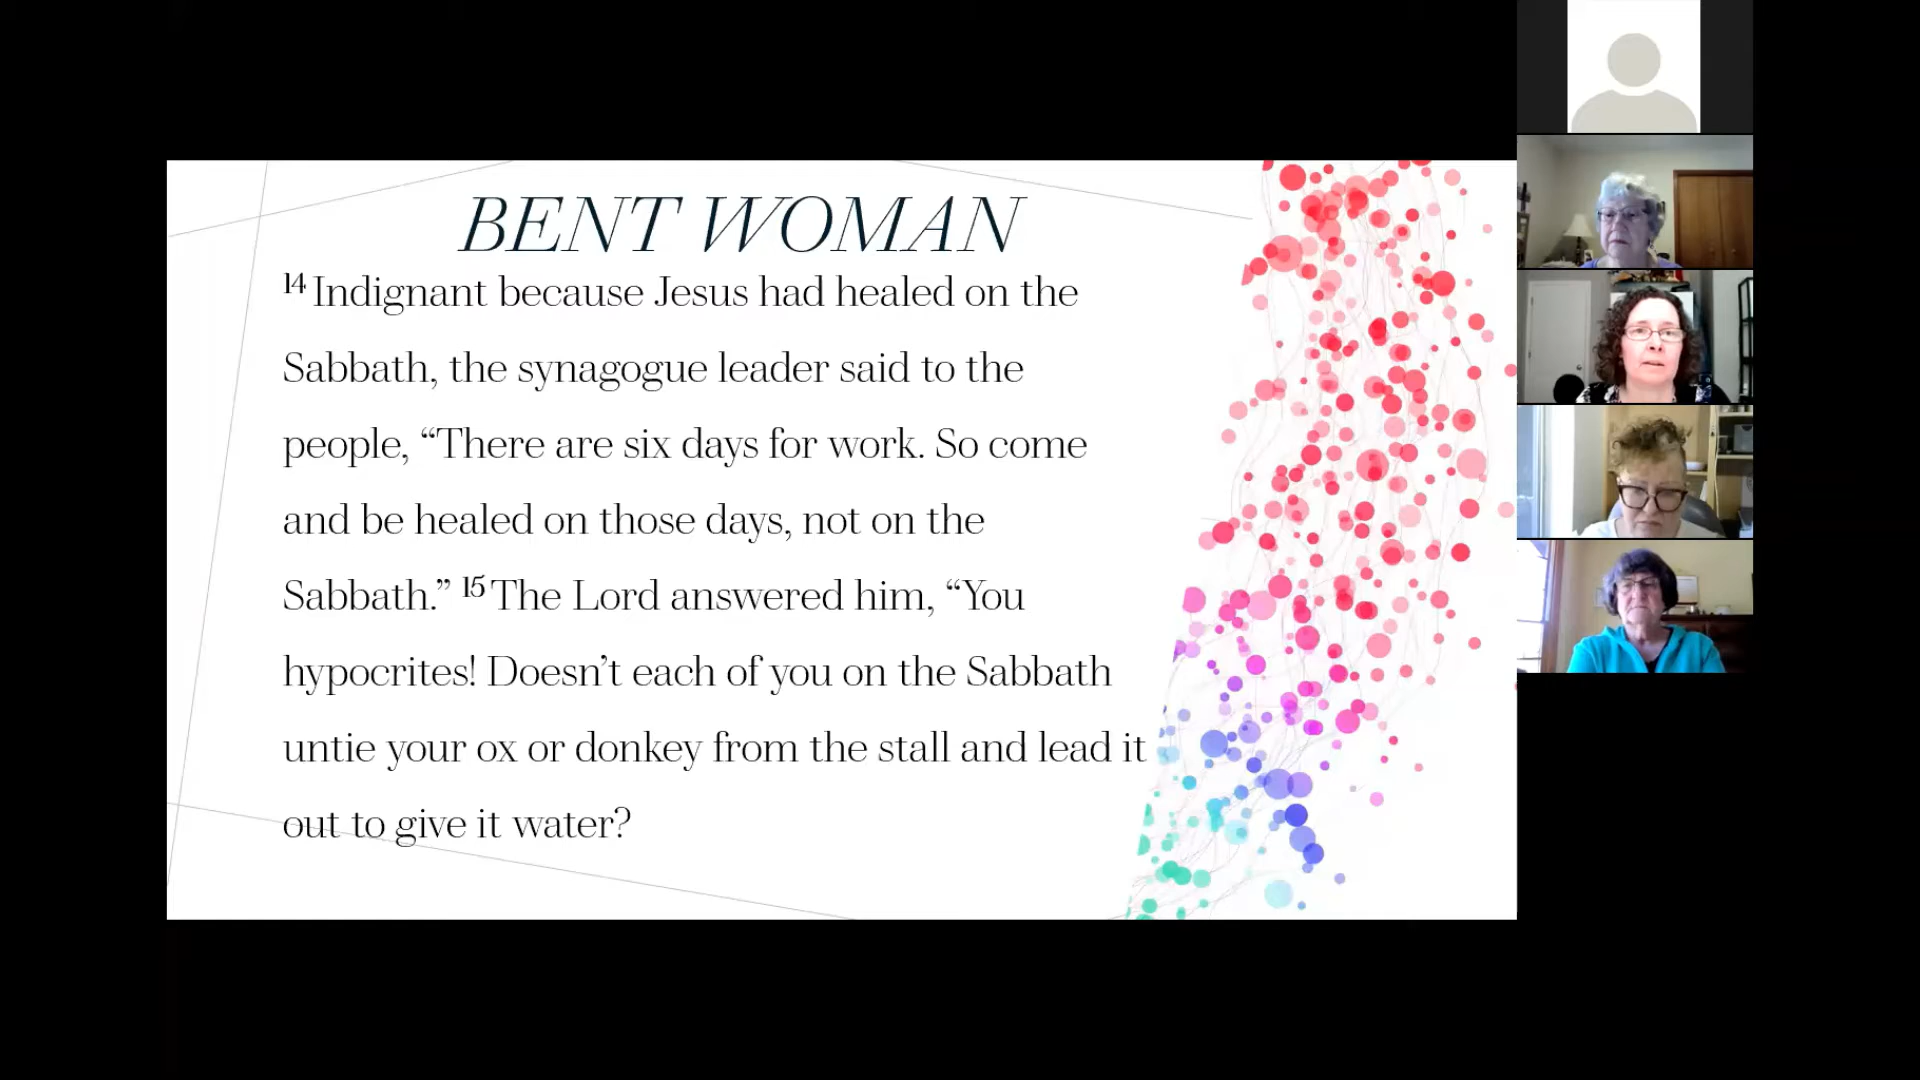 BENT WOMAN
14 Indignant because Jesus had healed on the
Sabbath, the synagogue leader said to the
people, “There are six days for work. So come
and be healed on those days, not on the
Sabbath.” 15 The Lord answered him, “You
hypocrites! Doesn’t each of you on the Sabbath
untie your ox or donkey from the stall and lead it
out to give it water?